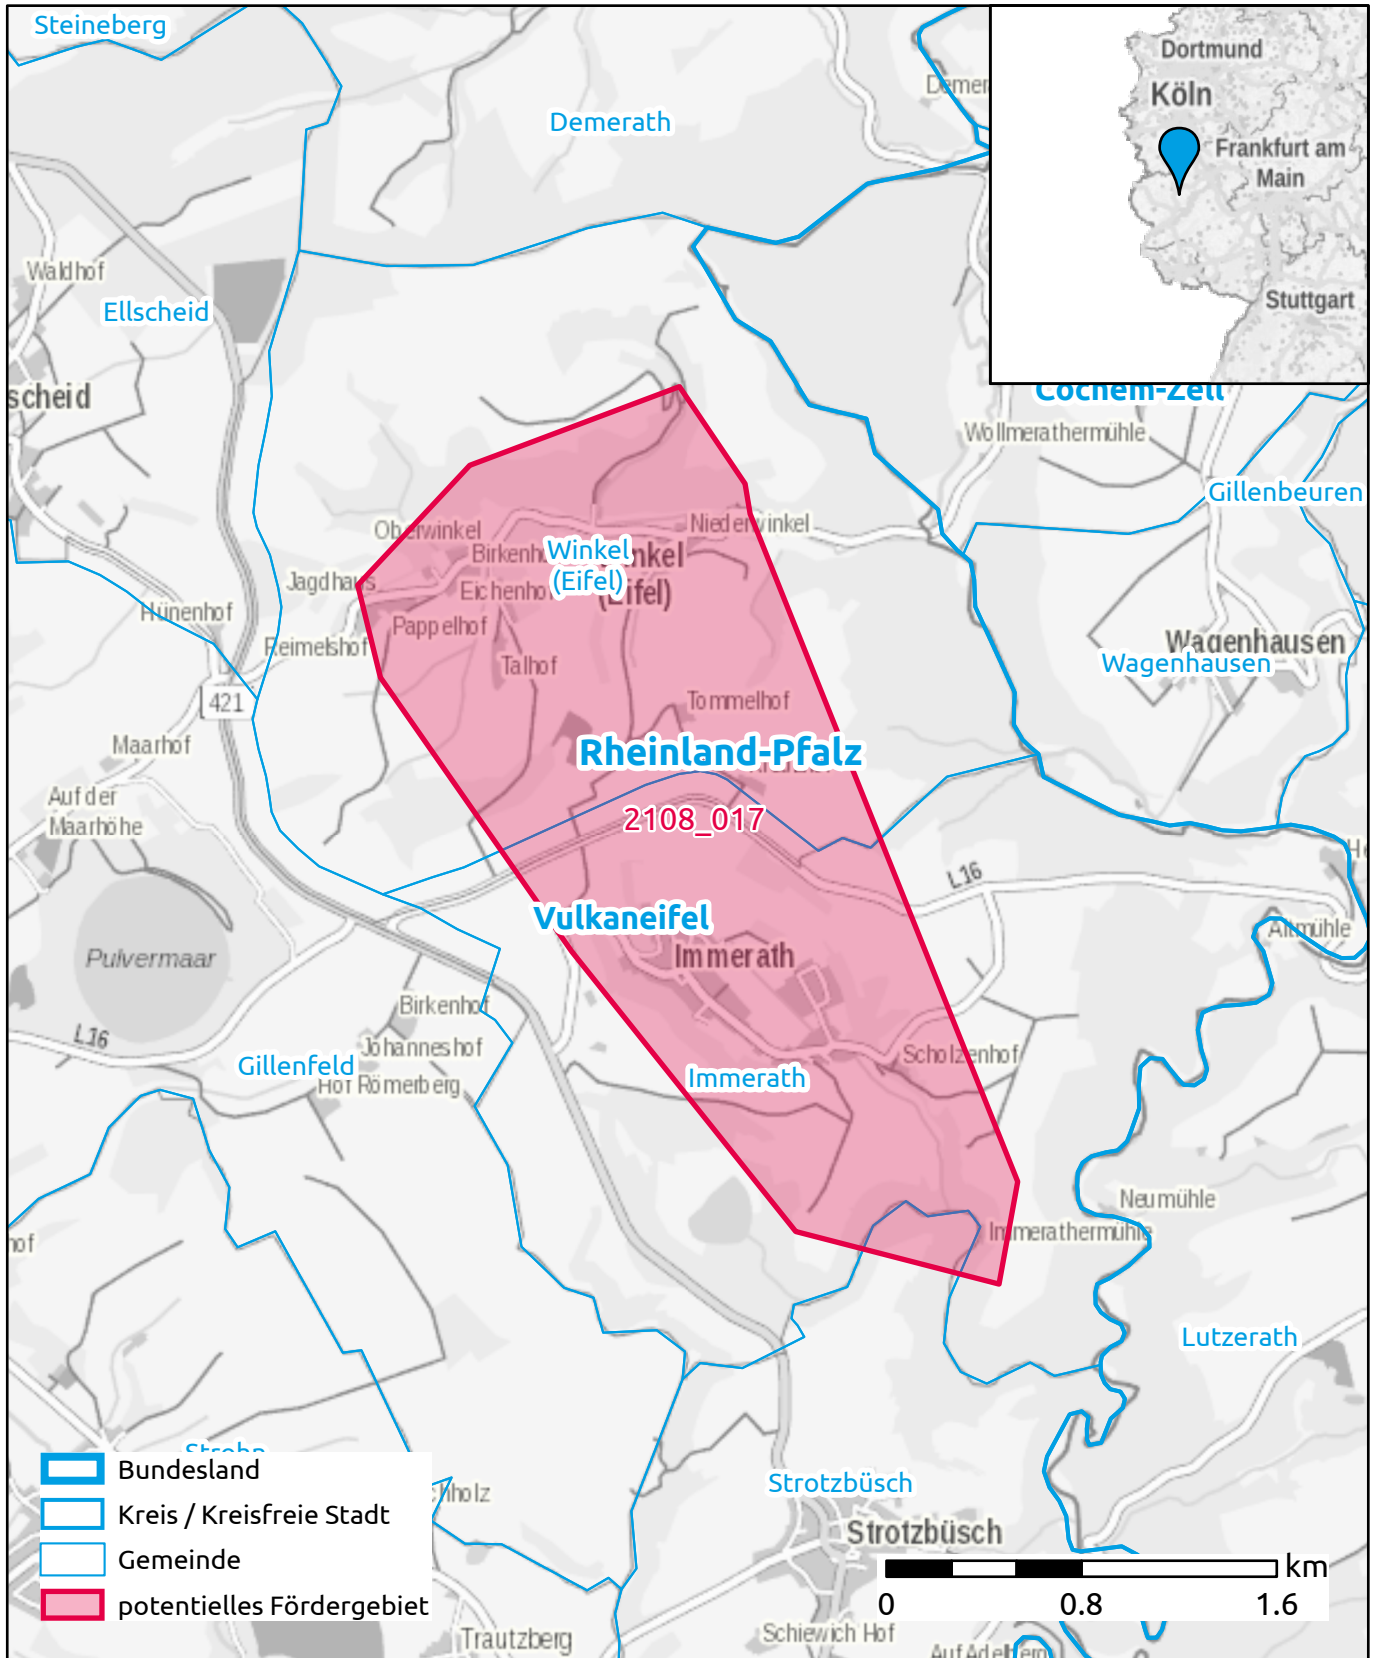 Steineberg
Demerath
Dortmund
Köln
Frankfurt am
Main
Stuttgart
Waldhof
Ellscheid
scheid
Cochem-Zell
Wollmerathermühle
Gillenbeuren
Oberwinkel
Niederwinkel
Winkel
(Eifel)
(Eifel)
Jagdhaus
Pappelhof
Hünenhof
Reimelshof
Talhof
Wagenhausen
Wagenhausen
421
Tommelhof
Maarhof
Rheinland-Pfalz
Auf der
Maarhöhe
2108_017
L16
Vulkaneifel
Altmühle
Immerath
Pulvermaar
Birkenhof
L16
Johanneshof
Scholzenhof
Gillenfeld
Immerath
Hof Römerberg
Neumühle
Immerathermühle
Lutzerath
Strotzbüsch
Strotzbüsch
Bundesland
Kreis / Kreisfreie Stadt
Gemeinde
potentielles Fördergebiet
km
0 0.8 1.6
Schiewich Hof
Trautzberg